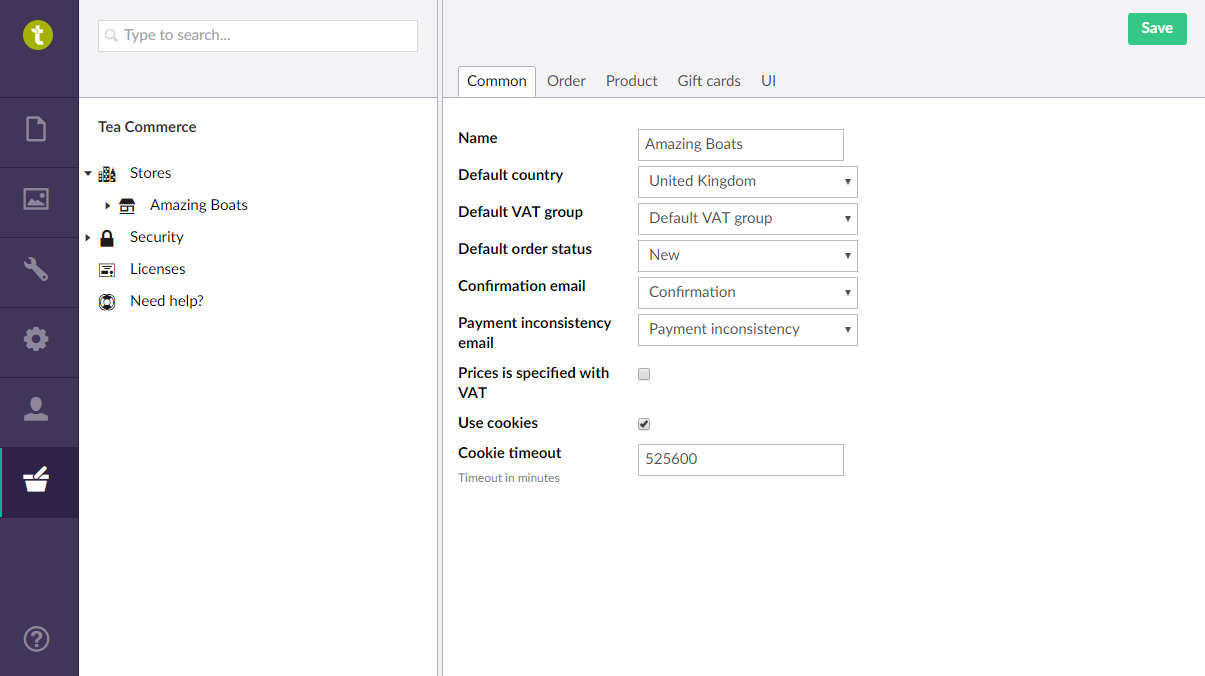 t
Type to search...
Save
Common Order Product Gift cards UI
Tea Commerce
Stores
Amazing Boats
Security
Licenses
Need help?
Name
Amazing Boats
Default country
United Kingdom
Default VAT group
Default VAT group
Default order status
New
Confirmation email
Confirmation
Payment inconsistency
email
Payment inconsistency
Prices is specified with
VAT
Use cookies
Cookie timeout
525600
Timeout in minutes
?